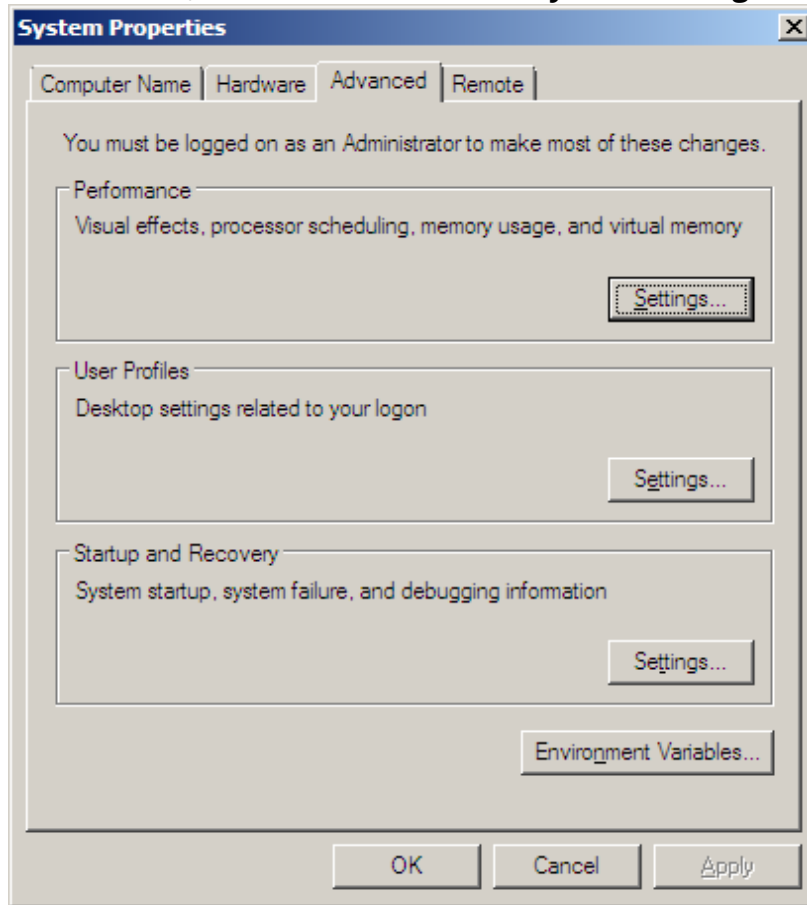 System Properties
Computer Name
Hardware
Advanced
Remote
You must be logged on as an Administrator to make most of these changes.
Performance
Visual effects, processor scheduling, memory usage, and virtual memory
Settings...
User Profiles
Desktop settings related to your logon
Settings...
Startup and Recovery
System startup, system failure, and debugging information
Settings...
Environment Variables...
OK
Cancel
Apply